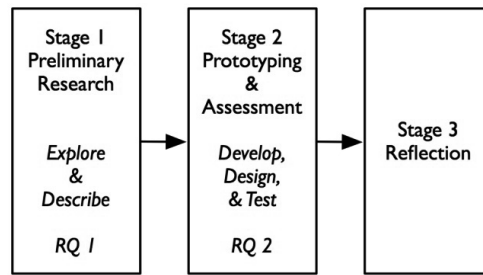 Stage 1
Preliminary
Research
Explore
&
Describe
RQ 1
Stage 2
Prototyping
&
Assessment
Develop,
Design,
& Test
RQ 2
Stage 3
Reflection